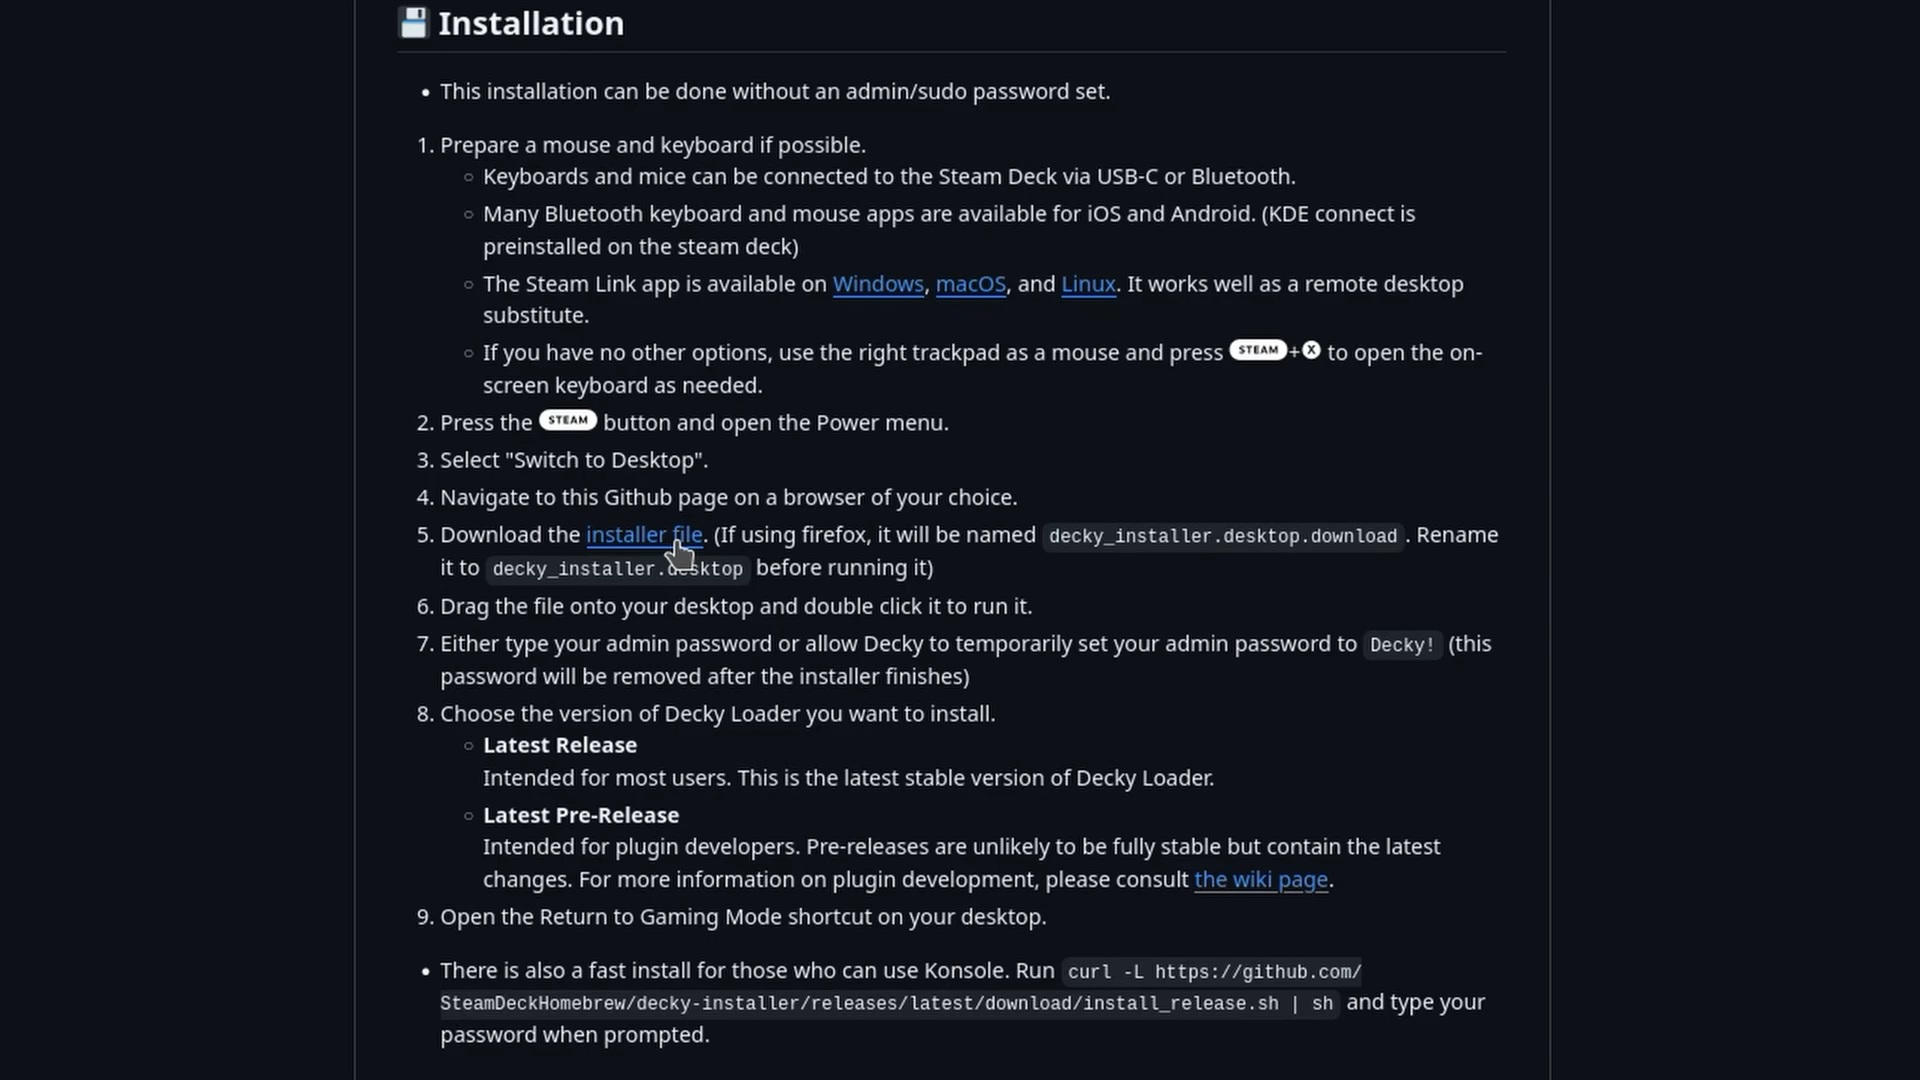 Installation
• This installation can be done without an admin/sudo password set.
1. Prepare a mouse and keyboard if possible.
○ Keyboards and mice can be connected to the Steam Deck via USB-C or Bluetooth.
○ Many Bluetooth keyboard and mouse apps are available for iOS and Android. (KDE connect is
preinstalled on the steam deck)
○ The Steam Link app is available on Windows, macOS, and Linux. It works well as a remote desktop
substitute.
○ If you have no other options, use the right trackpad as a mouse and press STEAM+X to open the on-
screen keyboard as needed.
2. Press the STEAM button and open the Power menu.
3. Select "Switch to Desktop".
4. Navigate to this Github page on a browser of your choice.
5. Download the installer file. (If using firefox, it will be named decky_installer.desktop.download. Rename
it to decky_installer.desktop before running it)
6. Drag the file onto your desktop and double click it to run it.
7. Either type your admin password or allow Decky to temporarily set your admin password to Decky! (this
password will be removed after the installer finishes)
8. Choose the version of Decky Loader you want to install.
○ Latest Release
Intended for most users. This is the latest stable version of Decky Loader.
○ Latest Pre-Release
Intended for plugin developers. Pre-releases are unlikely to be fully stable but contain the latest
changes. For more information on plugin development, please consult the wiki page.
9. Open the Return to Gaming Mode shortcut on your desktop.
• There is also a fast install for those who can use Konsole. Run curl -L https://github.com/
SteamDeckHomebrew/decky-installer/releases/latest/download/install_release.sh | sh and type your
password when prompted.